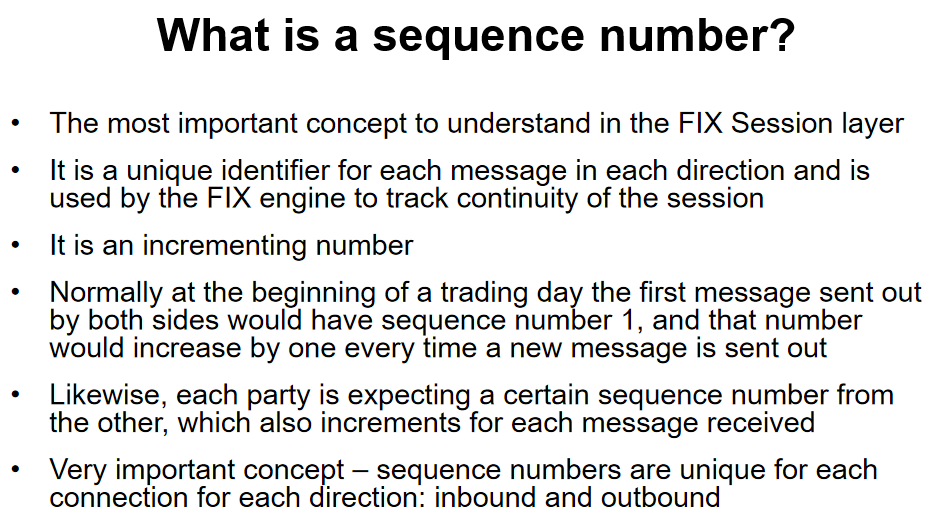 What is a sequence number?
• The most important concept to understand in the FIX Session layer
• It is a unique identifier for each message in each direction and is
used by the FIX engine to track continuity of the session
• It is an incrementing number
• Normally at the beginning of a trading day the first message sent out
by both sides would have sequence number 1, and that number
would increase by one every time a new message is sent out
• Likewise, each party is expecting a certain sequence number from
the other, which also increments for each message received
• Very important concept – sequence numbers are unique for each
connection for each direction: inbound and outbound